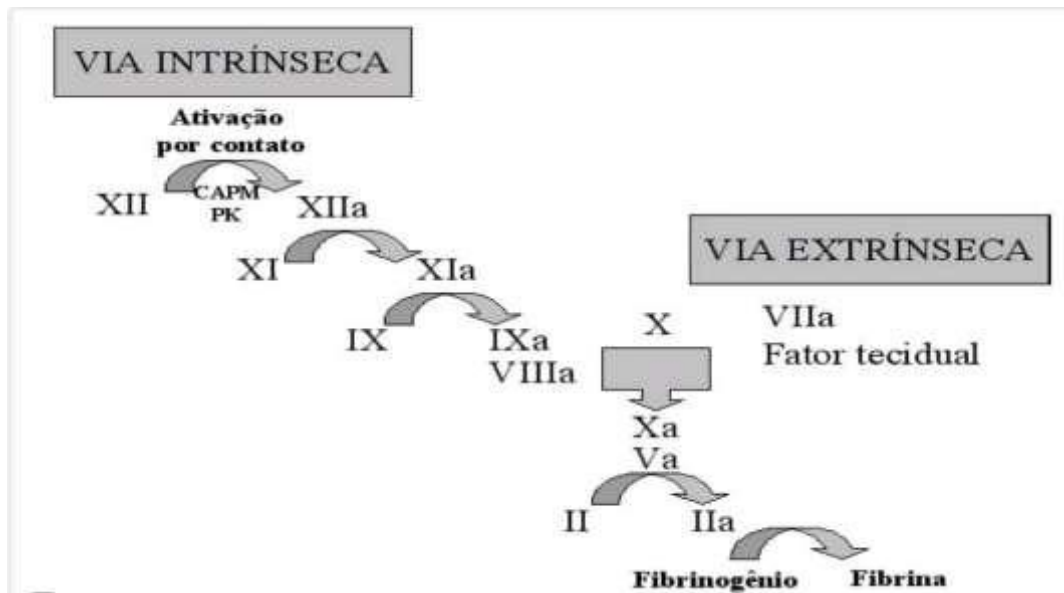 VIA INTRÍNSECA
Ativação
por contato
XII
CAPM
PK
XIIa
XI
XIa
IX
IXa
VIIIa
VIA EXTRÍNSECA
VIIa
Fator tecidual
X
Xa
Va
II
IIa
Fibrinogênio
Fibrina